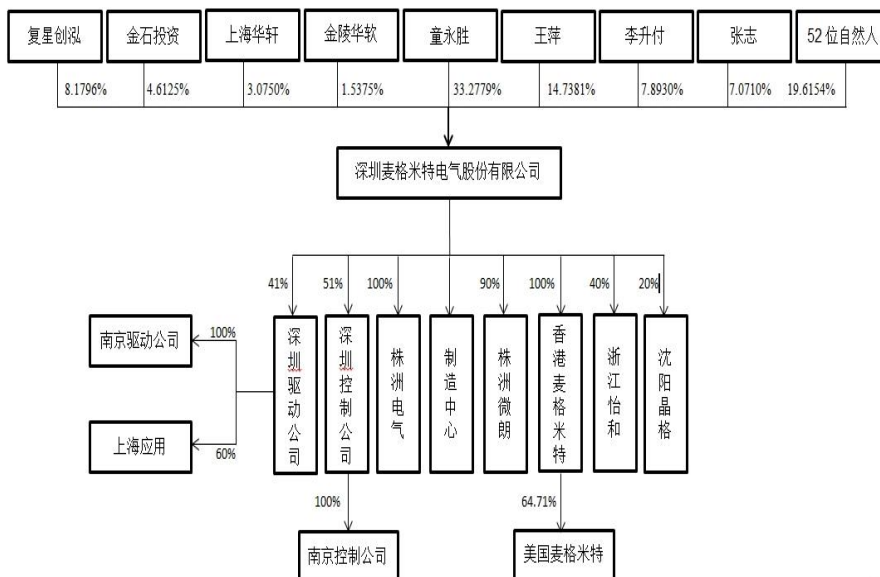 复星创泓
金石投资
上海华轩
金陵华软
童永胜
王萍
李升付
张志
52 位自然人
8.1796%
4.6125%
3.0750%
1.5375%
33.2779%
14.7381%
7.8930%
7.0710%
19.6154%
深圳麦格米特电气股份有限公司
41%
51%
100%
90%
100%
40%
20%
南京驱动公司
100%
上海应用
60%
深圳驱动公司
深圳控制公司
株洲电气
制造中心
株洲微朗
香港麦格米特
浙江怡和
沈阳晶格
100%
64.71%
南京控制公司
美国麦格米特